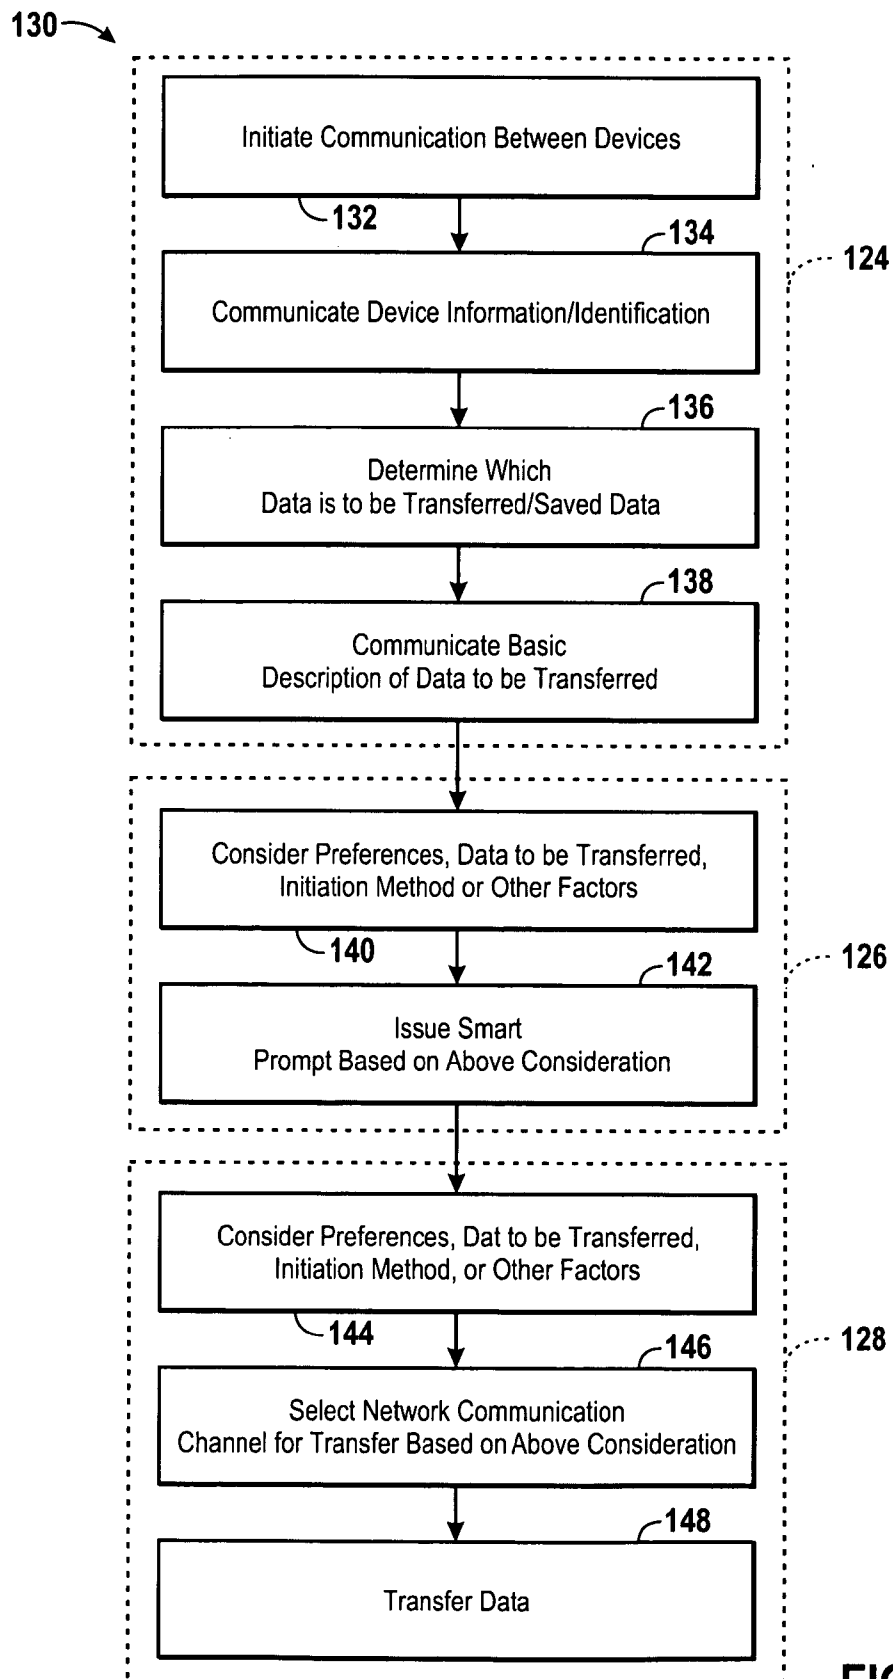 130
Initiate Communication Between Devices
132
134
124
Communicate Device Information/Identification
136
Determine Which
Data is to be Transferred/Saved Data
138
Communicate Basic
Description of Data to be Transferred
Consider Preferences, Data to be Transferred,
Initiation Method or Other Factors
140
142
126
Issue Smart
Prompt Based on Above Consideration
Consider Preferences, Dat to be Transferred,
Initiation Method, or Other Factors
144
146
128
Select Network Communication
Channel for Transfer Based on Above Consideration
148
Transfer Data